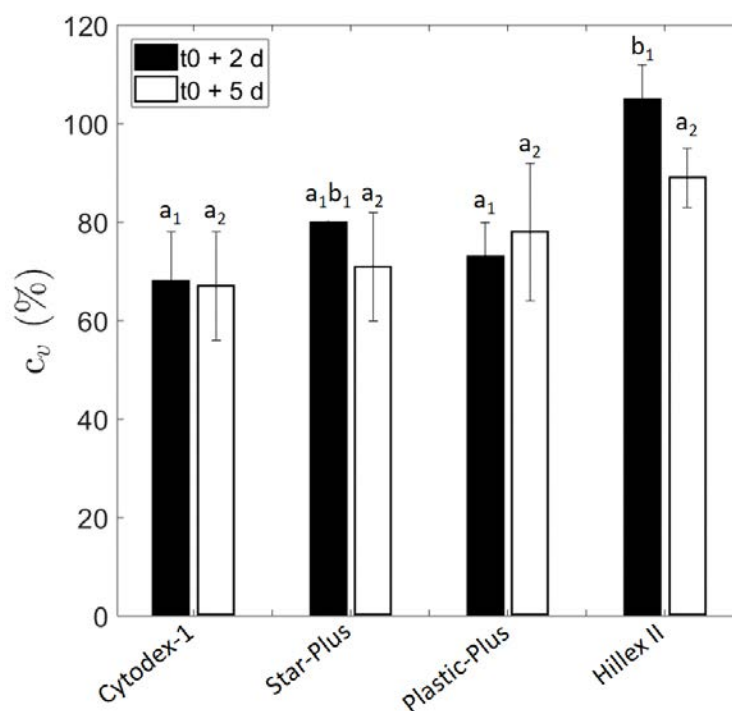 120
100
80
60
40
20
0
c_v (%)
t0 + 2 d
t0 + 5 d
a₁
a₂
a₁b₁
a₂
a₁
a₂
b₁
a₂
Cytodex-1
Star-Plus
Plastic-Plus
Hillex II